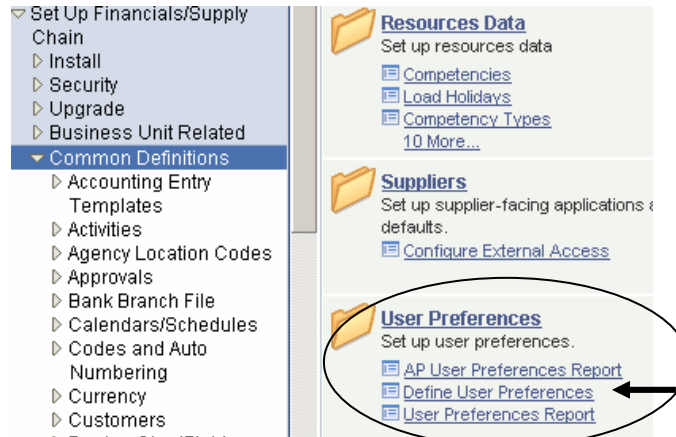 Set Up Financials/Supply
Chain
Install
Security
Upgrade
Business Unit Related
Common Definitions
Accounting Entry
Templates
Activities
Agency Location Codes
Approvals
Bank Branch File
Calendars/Schedules
Codes and Auto
Numbering
Currency
Customers
Resources Data
Set up resources data
Competencies
Load Holidays
Competency Types
10 More...
Suppliers
Set up supplier-facing applications
defaults.
Configure External Access
User Preferences
Set up user preferences.
AP User Preferences Report
Define User Preferences
User Preferences Report